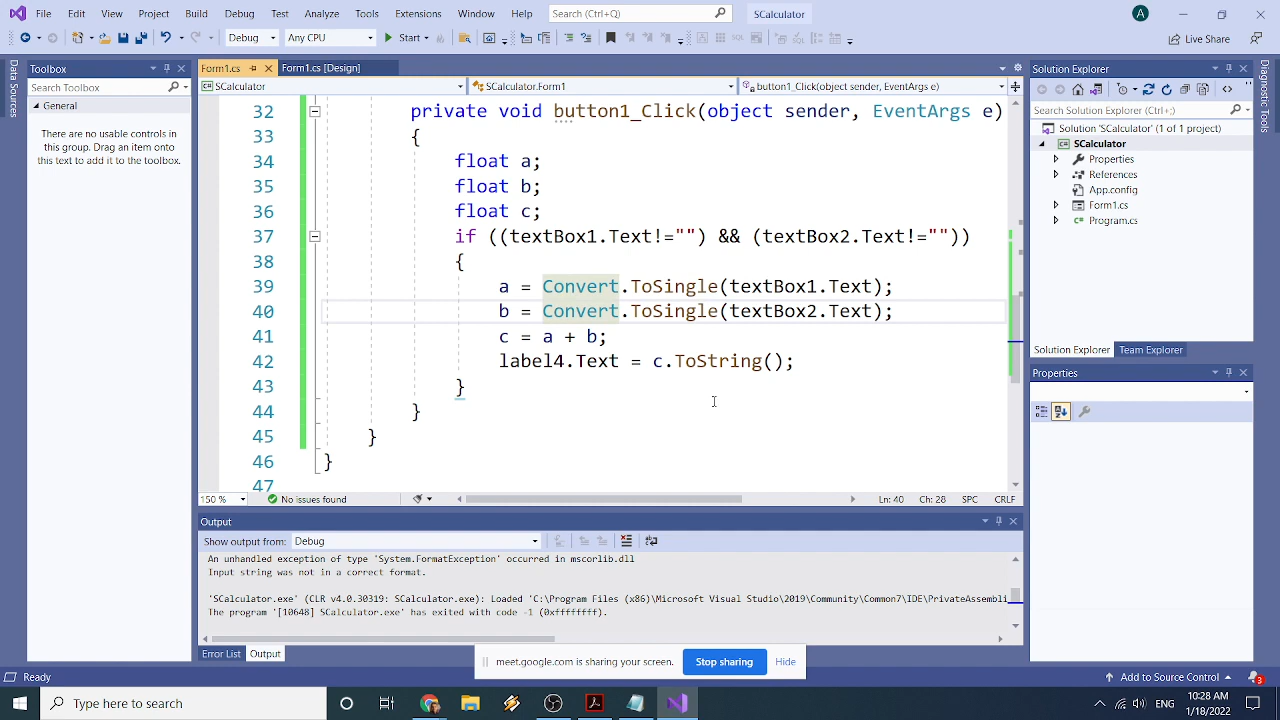 File Edit View Project Build Debug Test Analyze Tools Extensions Window Help Search (Ctrl+Q) SCalculator A
Debug Any CPU Start Live Share
Data Sources
Toolbox
Search Toolbox
General
There are no usable controls in
this group. Drag an item onto
this text to add it to the toolbox.
Form1.cs Form1.cs [Design]
SCalculator SCalculator.Form1 button1_Click(object sender, EventArgs e)
32 private void button1_Click(object sender, EventArgs e)
33 {
34 float a;
35 float b;
36 float c;
37 if ((textBox1.Text!="") && (textBox2.Text!=""))
38 {
39 a = Convert.ToSingle(textBox1.Text);
40 b = Convert.ToSingle(textBox2.Text);
41 c = a + b;
42 label4.Text = c.ToString();
43 }
44 }
45 }
46 }
47
150 % No issues found Ln: 40 Ch: 28 SPC CRLF
Output
Show output from: Debug
An unhandled exception of type 'System.FormatException' occurred in mscorlib.dll
Input string was not in a correct format.
'SCalculator.exe' (CLR v4.0.30319: SCalculator.exe): Loaded 'C:\Program Files (x86)\Microsoft Visual Studio\2019\Community\Common7\IDE\PrivateAssembli
The program '[10648] SCalculator.exe' has exited with code -1 (0xffffffff).
Error List Output
Solution Explorer
Search Solution Explorer (Ctrl+;)
Solution 'SCalculator' (1 of 1 project)
SCalculator
Properties
References
App.config
Form1.cs
Program.cs
Solution Explorer Team Explorer
Properties
Diagnostic Tools
meet.google.com is sharing your screen. Stop sharing Hide
Ready Add to Source Control 3
Type here to search 10:28 AM
1/18/2022